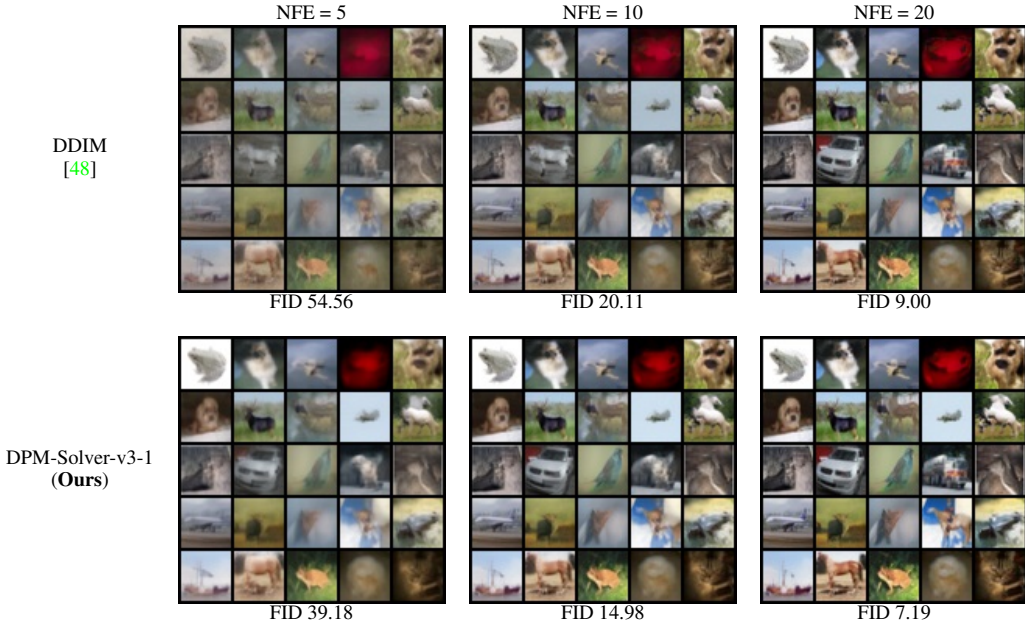 NFE = 5
NFE = 10
NFE = 20
DDIM
[48]
FID 54.56
FID 20.11
FID 9.00
DPM-Solver-v3-1
(Ours)
FID 39.18
FID 14.98
FID 7.19